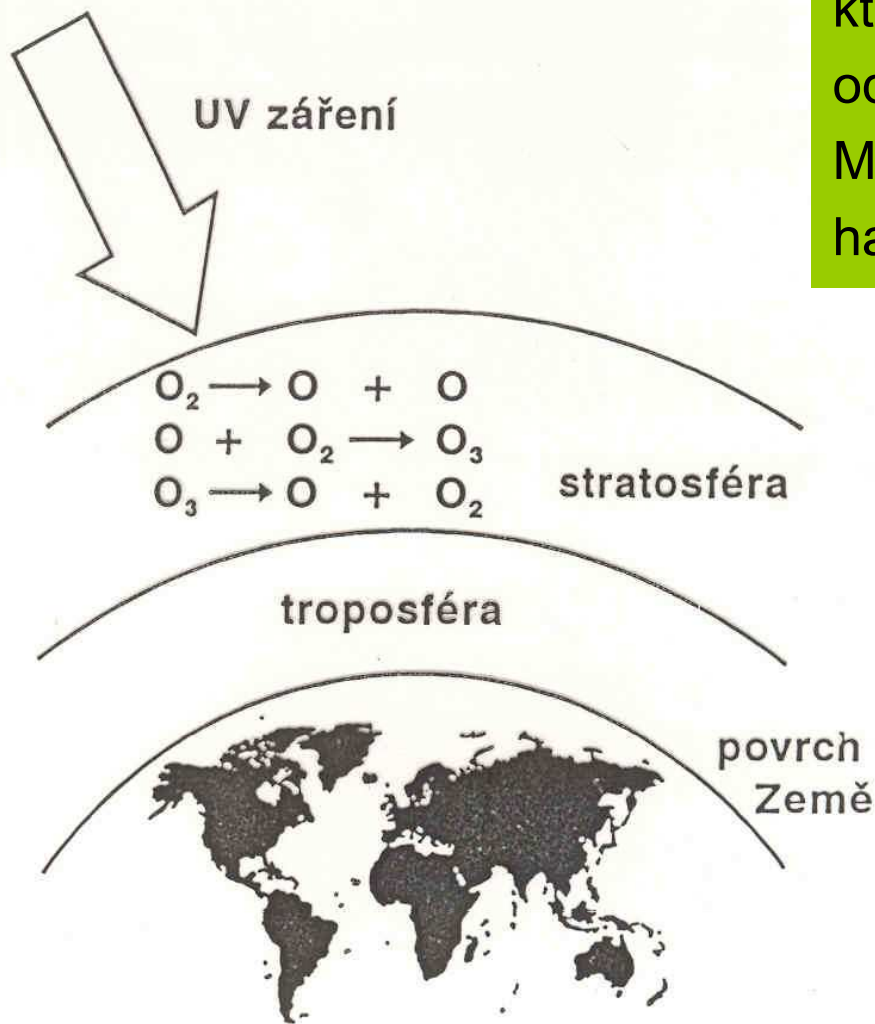 UV záření
O₂ → O + O
O + O₂ → O₃
O₃ → O + O₂
stratosféra
troposféra
povrch
Země